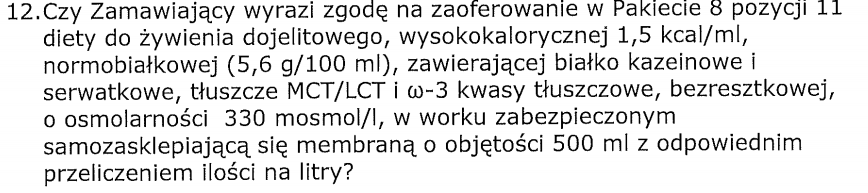 12.Czy Zamawiający wyrazi zgodę na zaoferowanie w Pakiecie 8 pozycji 11
diety do żywienia dojelitowego, wysokokalorycznej 1,5 kcal/ml,
normobiałkowej (5,6 g/100 ml), zawierającej białko kazeinowe i
serwatkowe, tłuszcze MCT/LCT i ω-3 kwasy tłuszczowe, bezresztkowej,
o osmolarności 330 mosmol/l, w worku zabezpieczonym
samozasklepiającą się membraną o objętości 500 ml z odpowiednim
przeliczeniem ilości na litry?